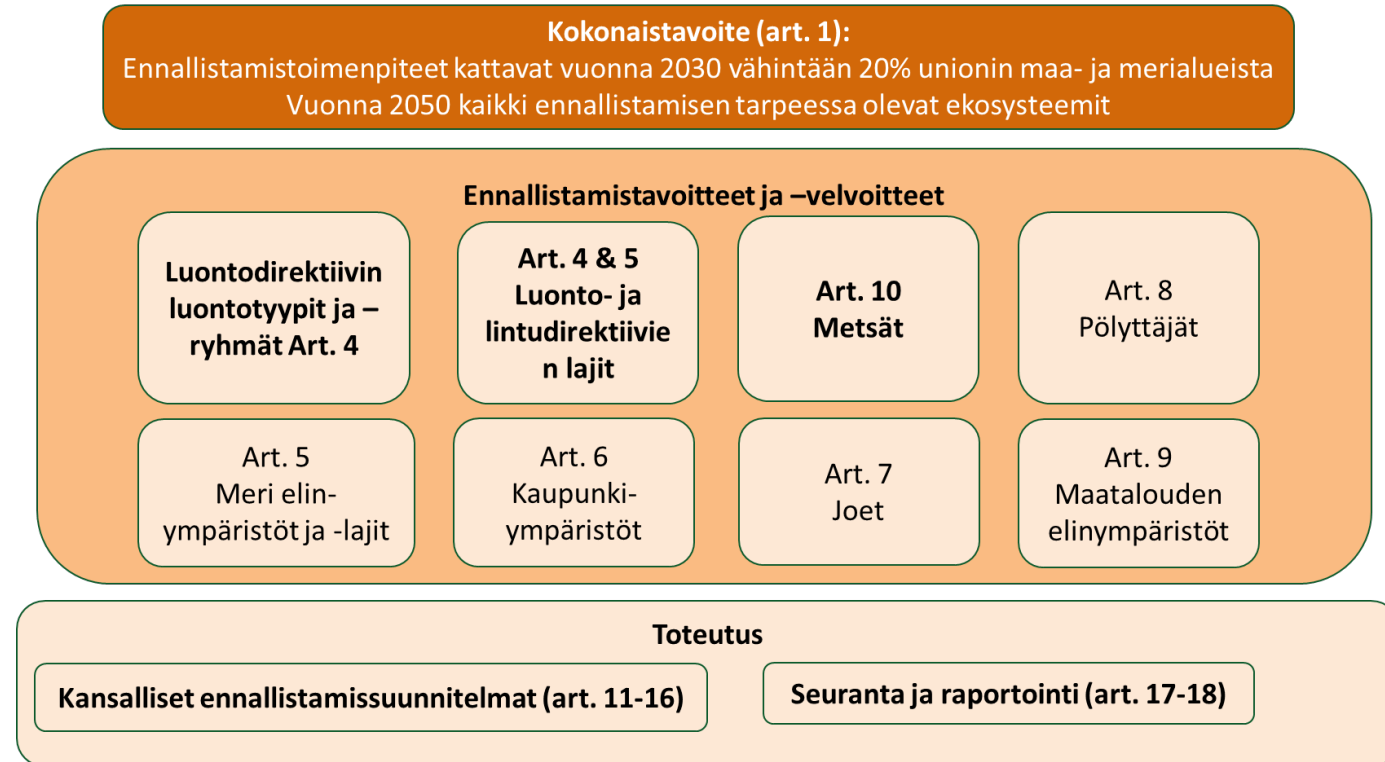 Kokonaistavoite (art. 1):
Ennallistamistoimenpiteet kattavat vuonna 2030 vähintään 20% unionin maa- ja merialueista
Vuonna 2050 kaikki ennallistamisen tarpeessa olevat ekosysteemit
Ennallistamistavoitteet ja –velvoitteet
Luontodirektiivin
luontotyypit ja –
ryhmät Art. 4
Art. 4 & 5
Luonto- ja
lintudirektiivie
n lajit
Art. 10
Metsät
Art. 8
Pölyttäjät
Art. 5
Meri elin-
ympäristöt ja -lajit
Art. 6
Kaupunki-
ympäristöt
Art. 7
Joet
Art. 9
Maatalouden
elinympäristöt
Toteutus
Kansalliset ennallistamissuunnitelmat (art. 11-16)
Seuranta ja raportointi (art. 17-18)